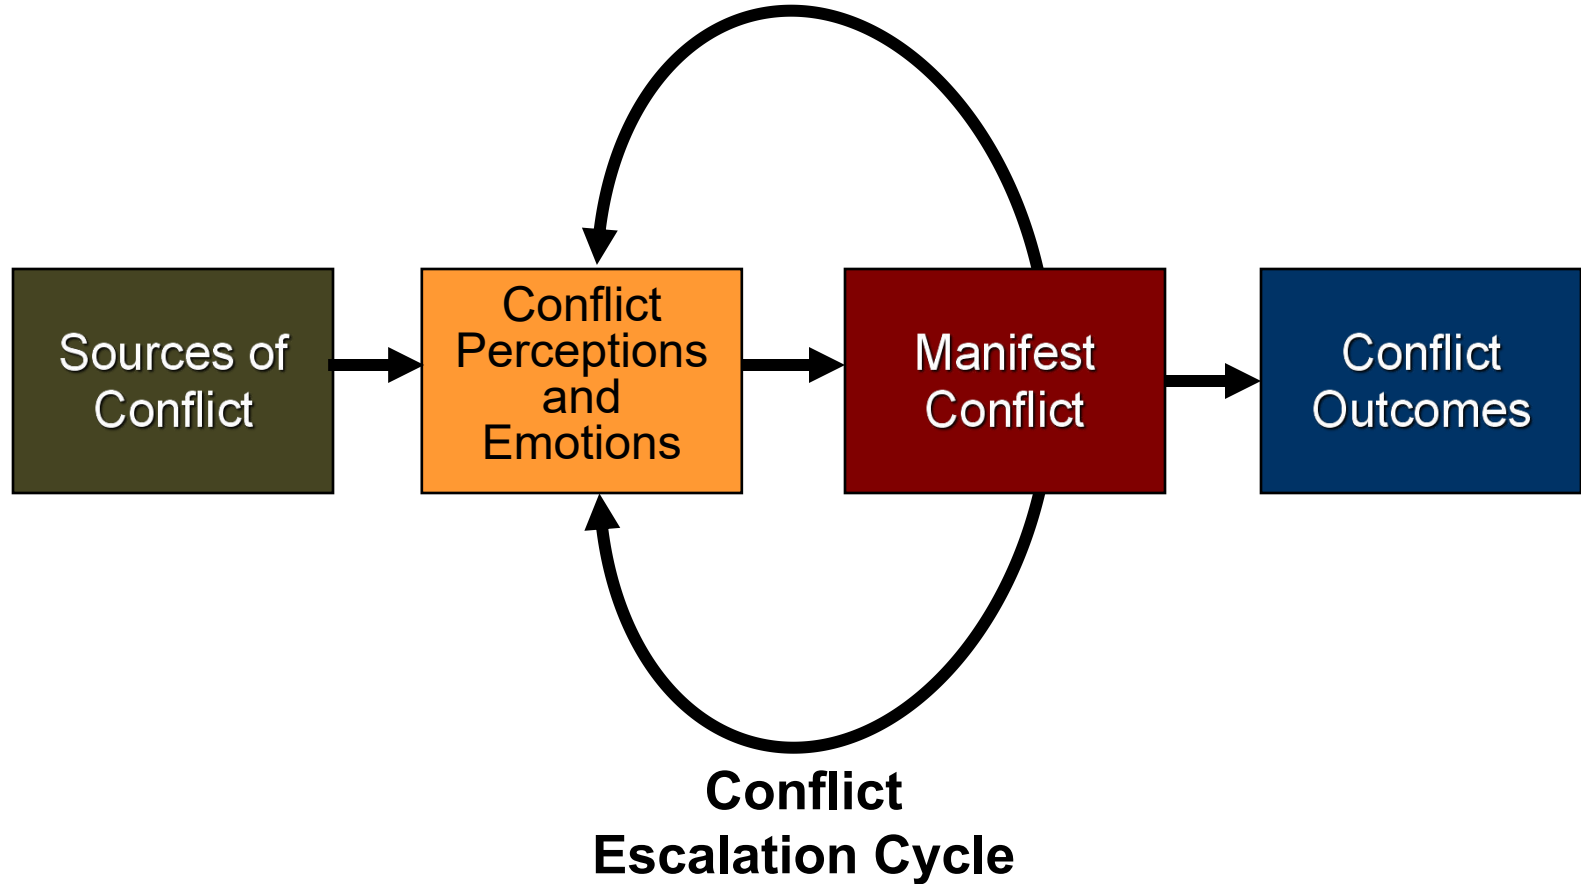 Sources of
Conflict
Conflict
Perceptions
and
Emotions
Manifest
Conflict
Conflict
Outcomes
Conflict
Escalation Cycle